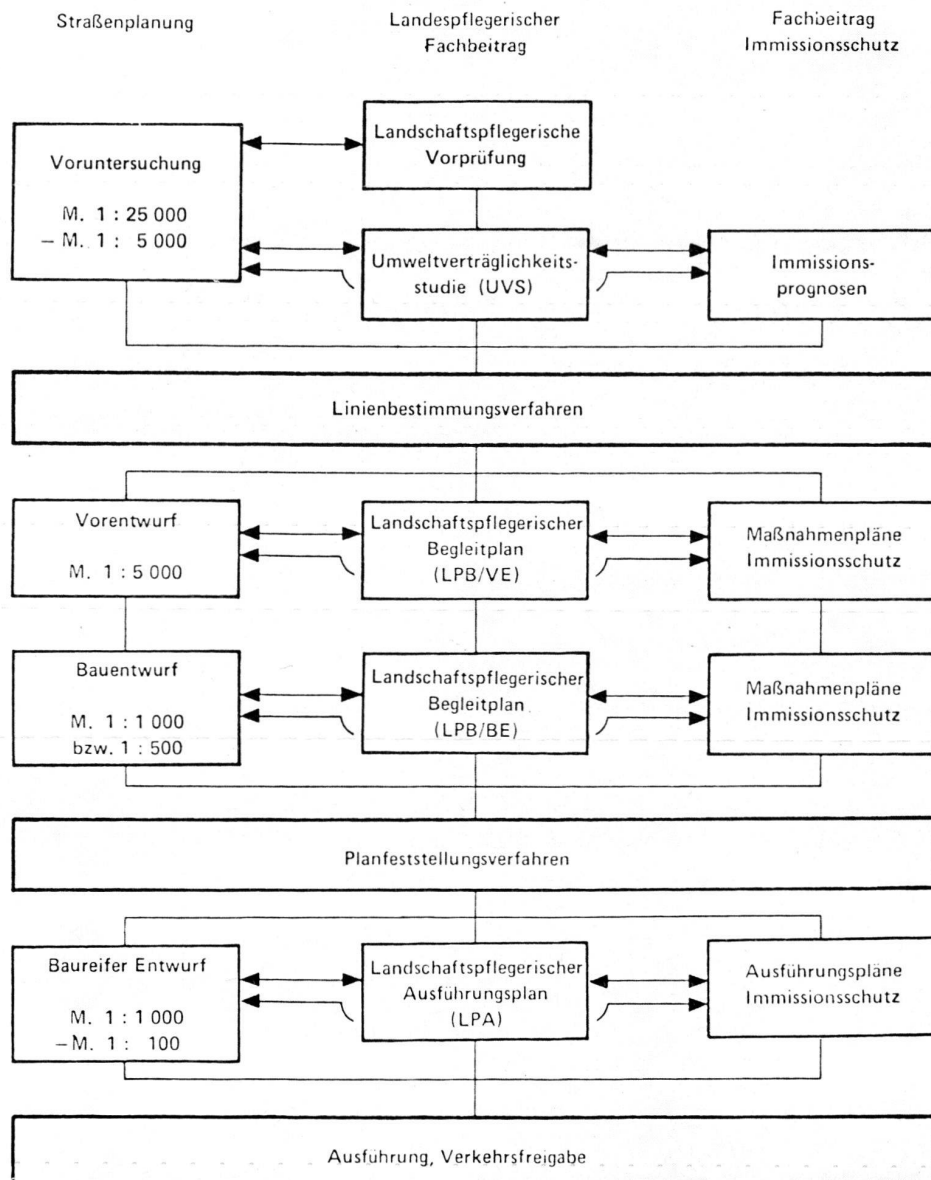 Straßenplanung
Landespflegerischer
Fachbeitrag
Fachbeitrag
Immissionsschutz
Voruntersuchung
M. 1 : 25 000
– M. 1 : 5 000
Landschaftspflegerische
Vorprüfung
Umweltverträglichkeits-
studie (UVS)
Immissions-
prognosen
Linienbestimmungsverfahren
Vorentwurf
M. 1 : 5 000
Landschaftspflegerischer
Begleitplan
(LPB/VE)
Maßnahmenpläne
Immissionsschutz
Bauentwurf
M. 1 : 1 000
bzw. 1 : 500
Landschaftspflegerischer
Begleitplan
(LPB/BE)
Maßnahmenpläne
Immissionsschutz
Planfeststellungsverfahren
Baureifer Entwurf
M. 1 : 1 000
– M. 1 : 100
Landschaftspflegerischer
Ausführungsplan
(LPA)
Ausführungspläne
Immissionsschutz
Ausführung, Verkehrsfreigabe